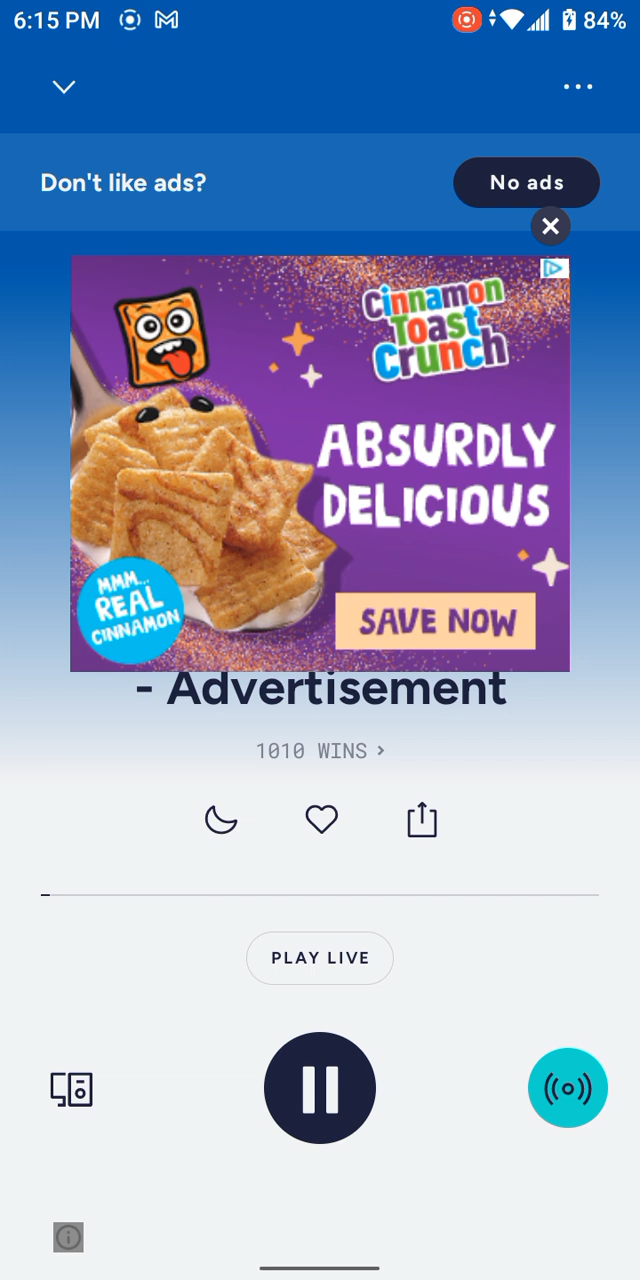 6:15 PM
84%
Don't like ads?
No ads
Cinnamon
Toast
Crunch
ABSURDLY
DELICIOUS
MMM...
REAL
CINNAMON
SAVE NOW
- Advertisement
1010 WINS >
PLAY LIVE